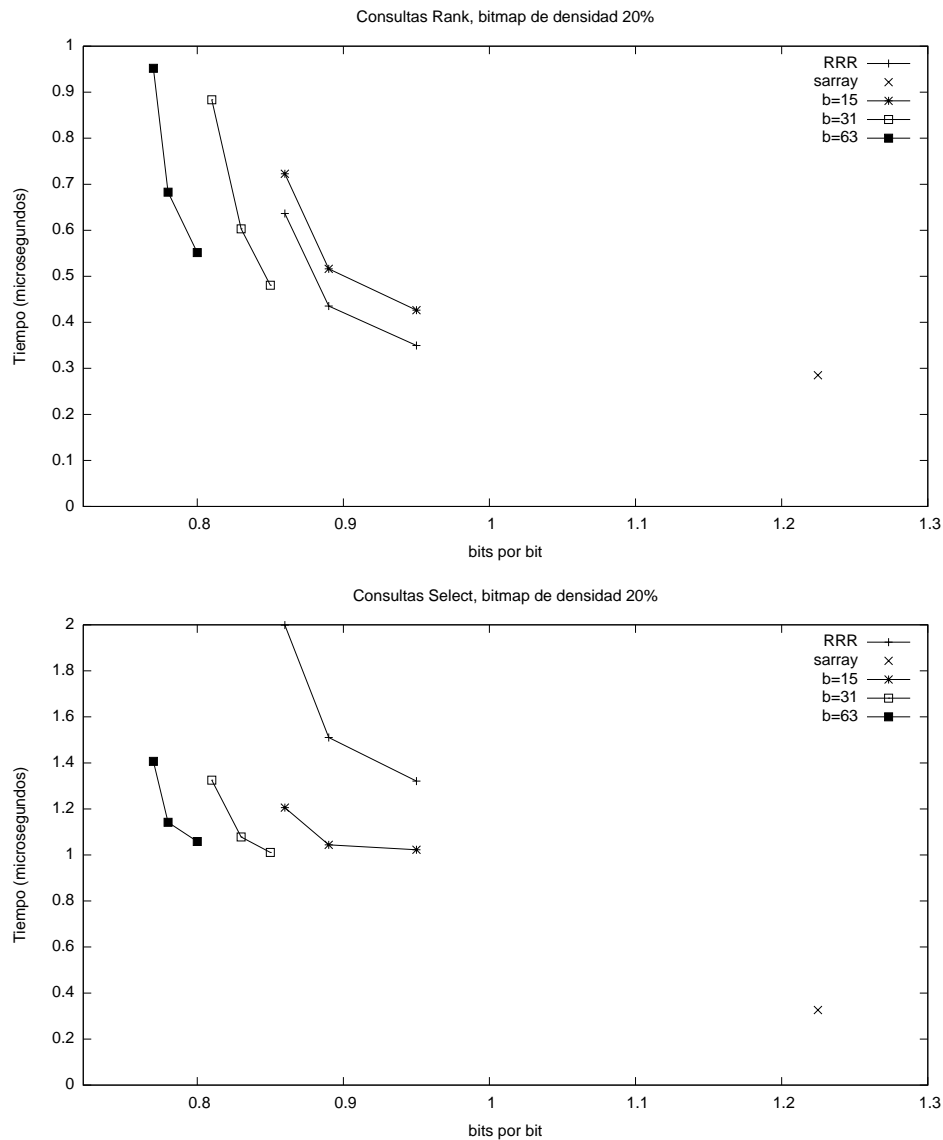 Consultas Rank, bitmap de densidad 20%
1
0.9
0.8
0.7
0.6
0.5
0.4
0.3
0.2
0.1
0
Tiempo (microsegundos)
RRR
sarray
b=15
b=31
b=63
0.8 0.9 1 1.1 1.2 1.3
bits por bit
Consultas Select, bitmap de densidad 20%
2
1.8
1.6
1.4
1.2
1
0.8
0.6
0.4
0.2
0
Tiempo (microsegundos)
RRR
sarray
b=15
b=31
b=63
0.8 0.9 1 1.1 1.2 1.3
bits por bit